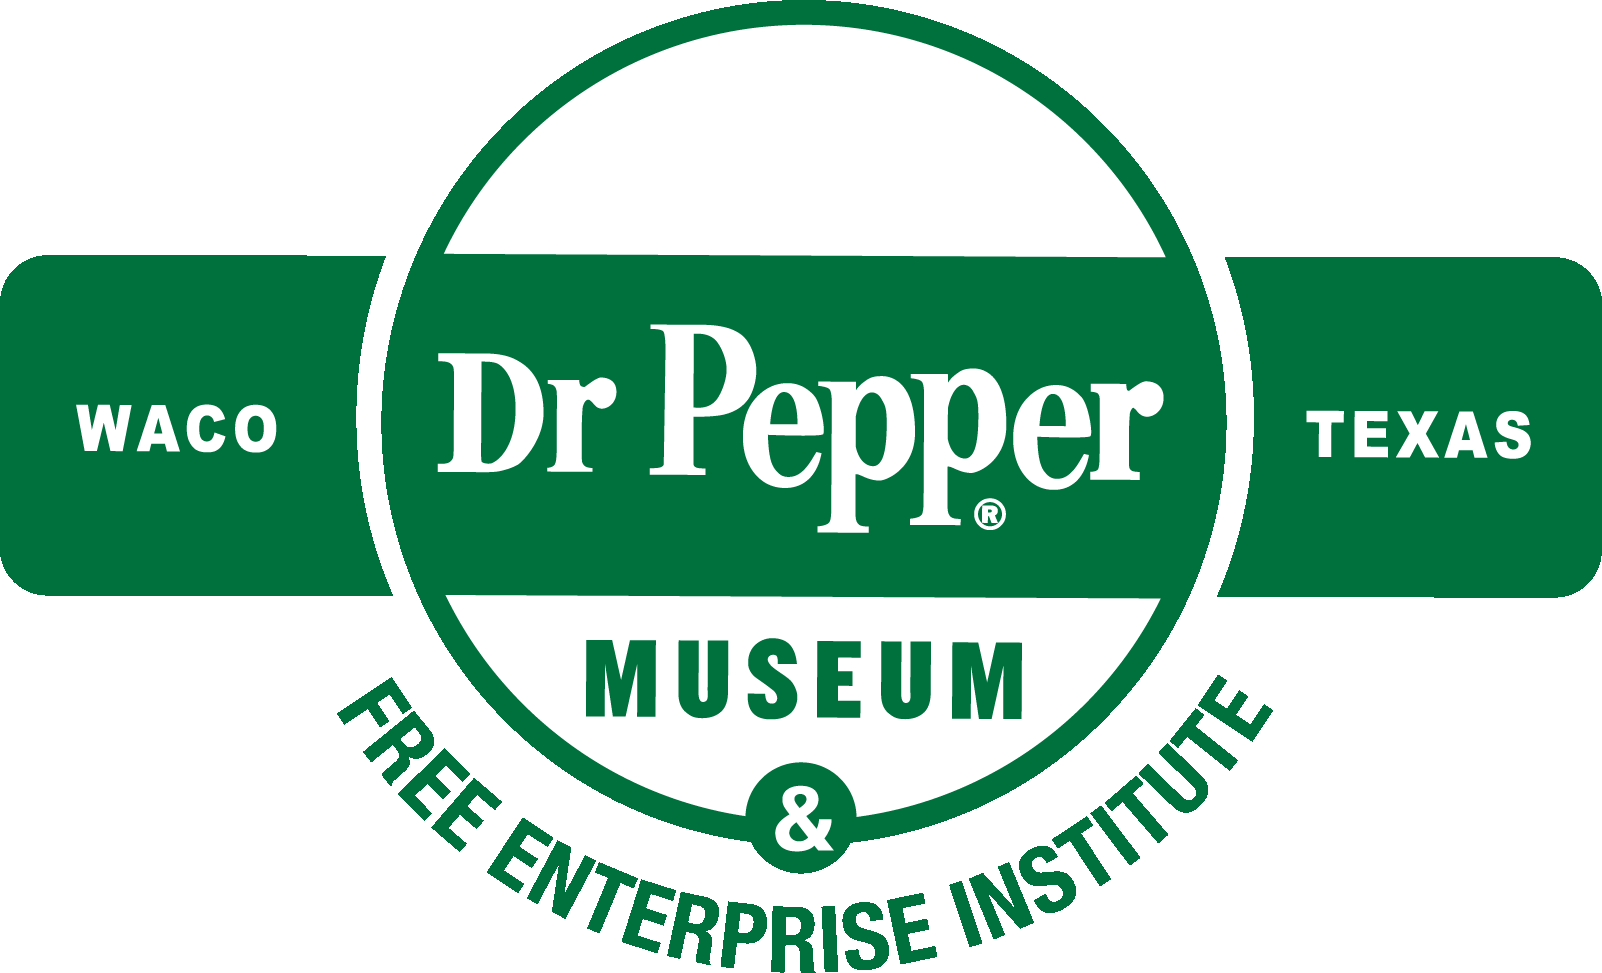 WACO
Dr Pepper®
TEXAS
MUSEUM
&
FREE ENTERPRISE INSTITUTE